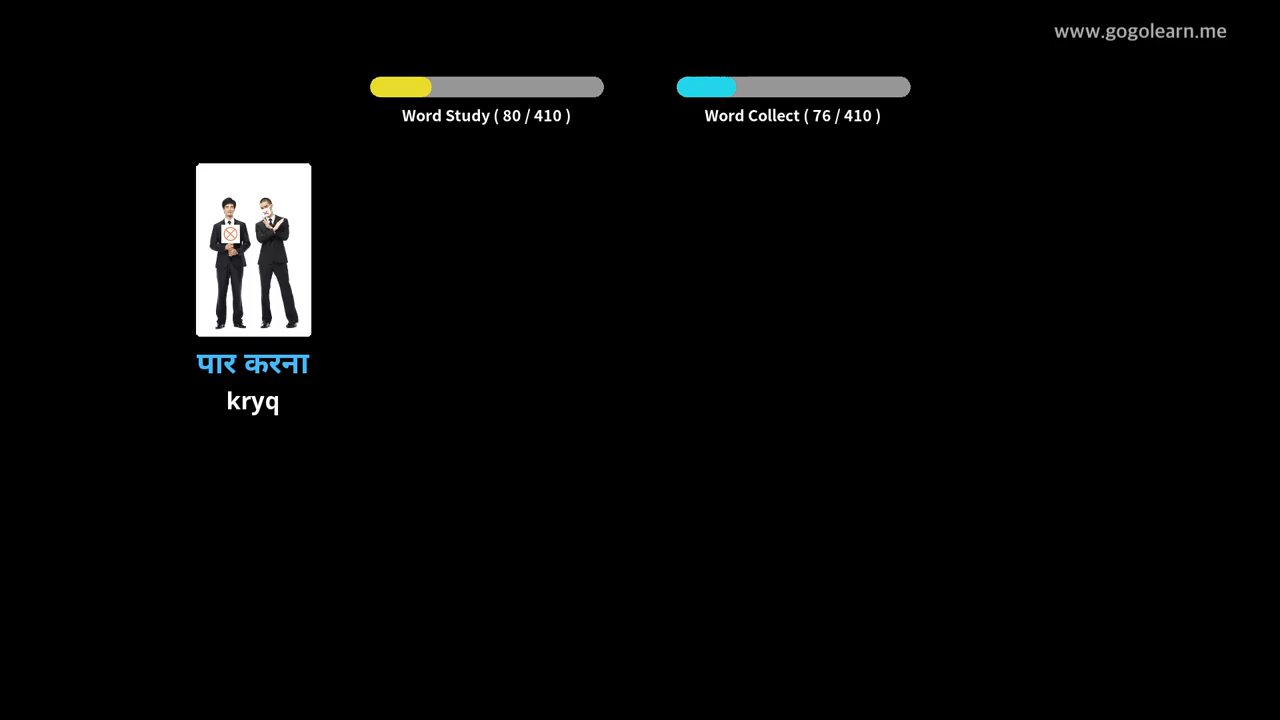 www.gogolearn.me
Word Study ( 80 / 410 )
Word Collect ( 76 / 410 )
पार करना
kryq